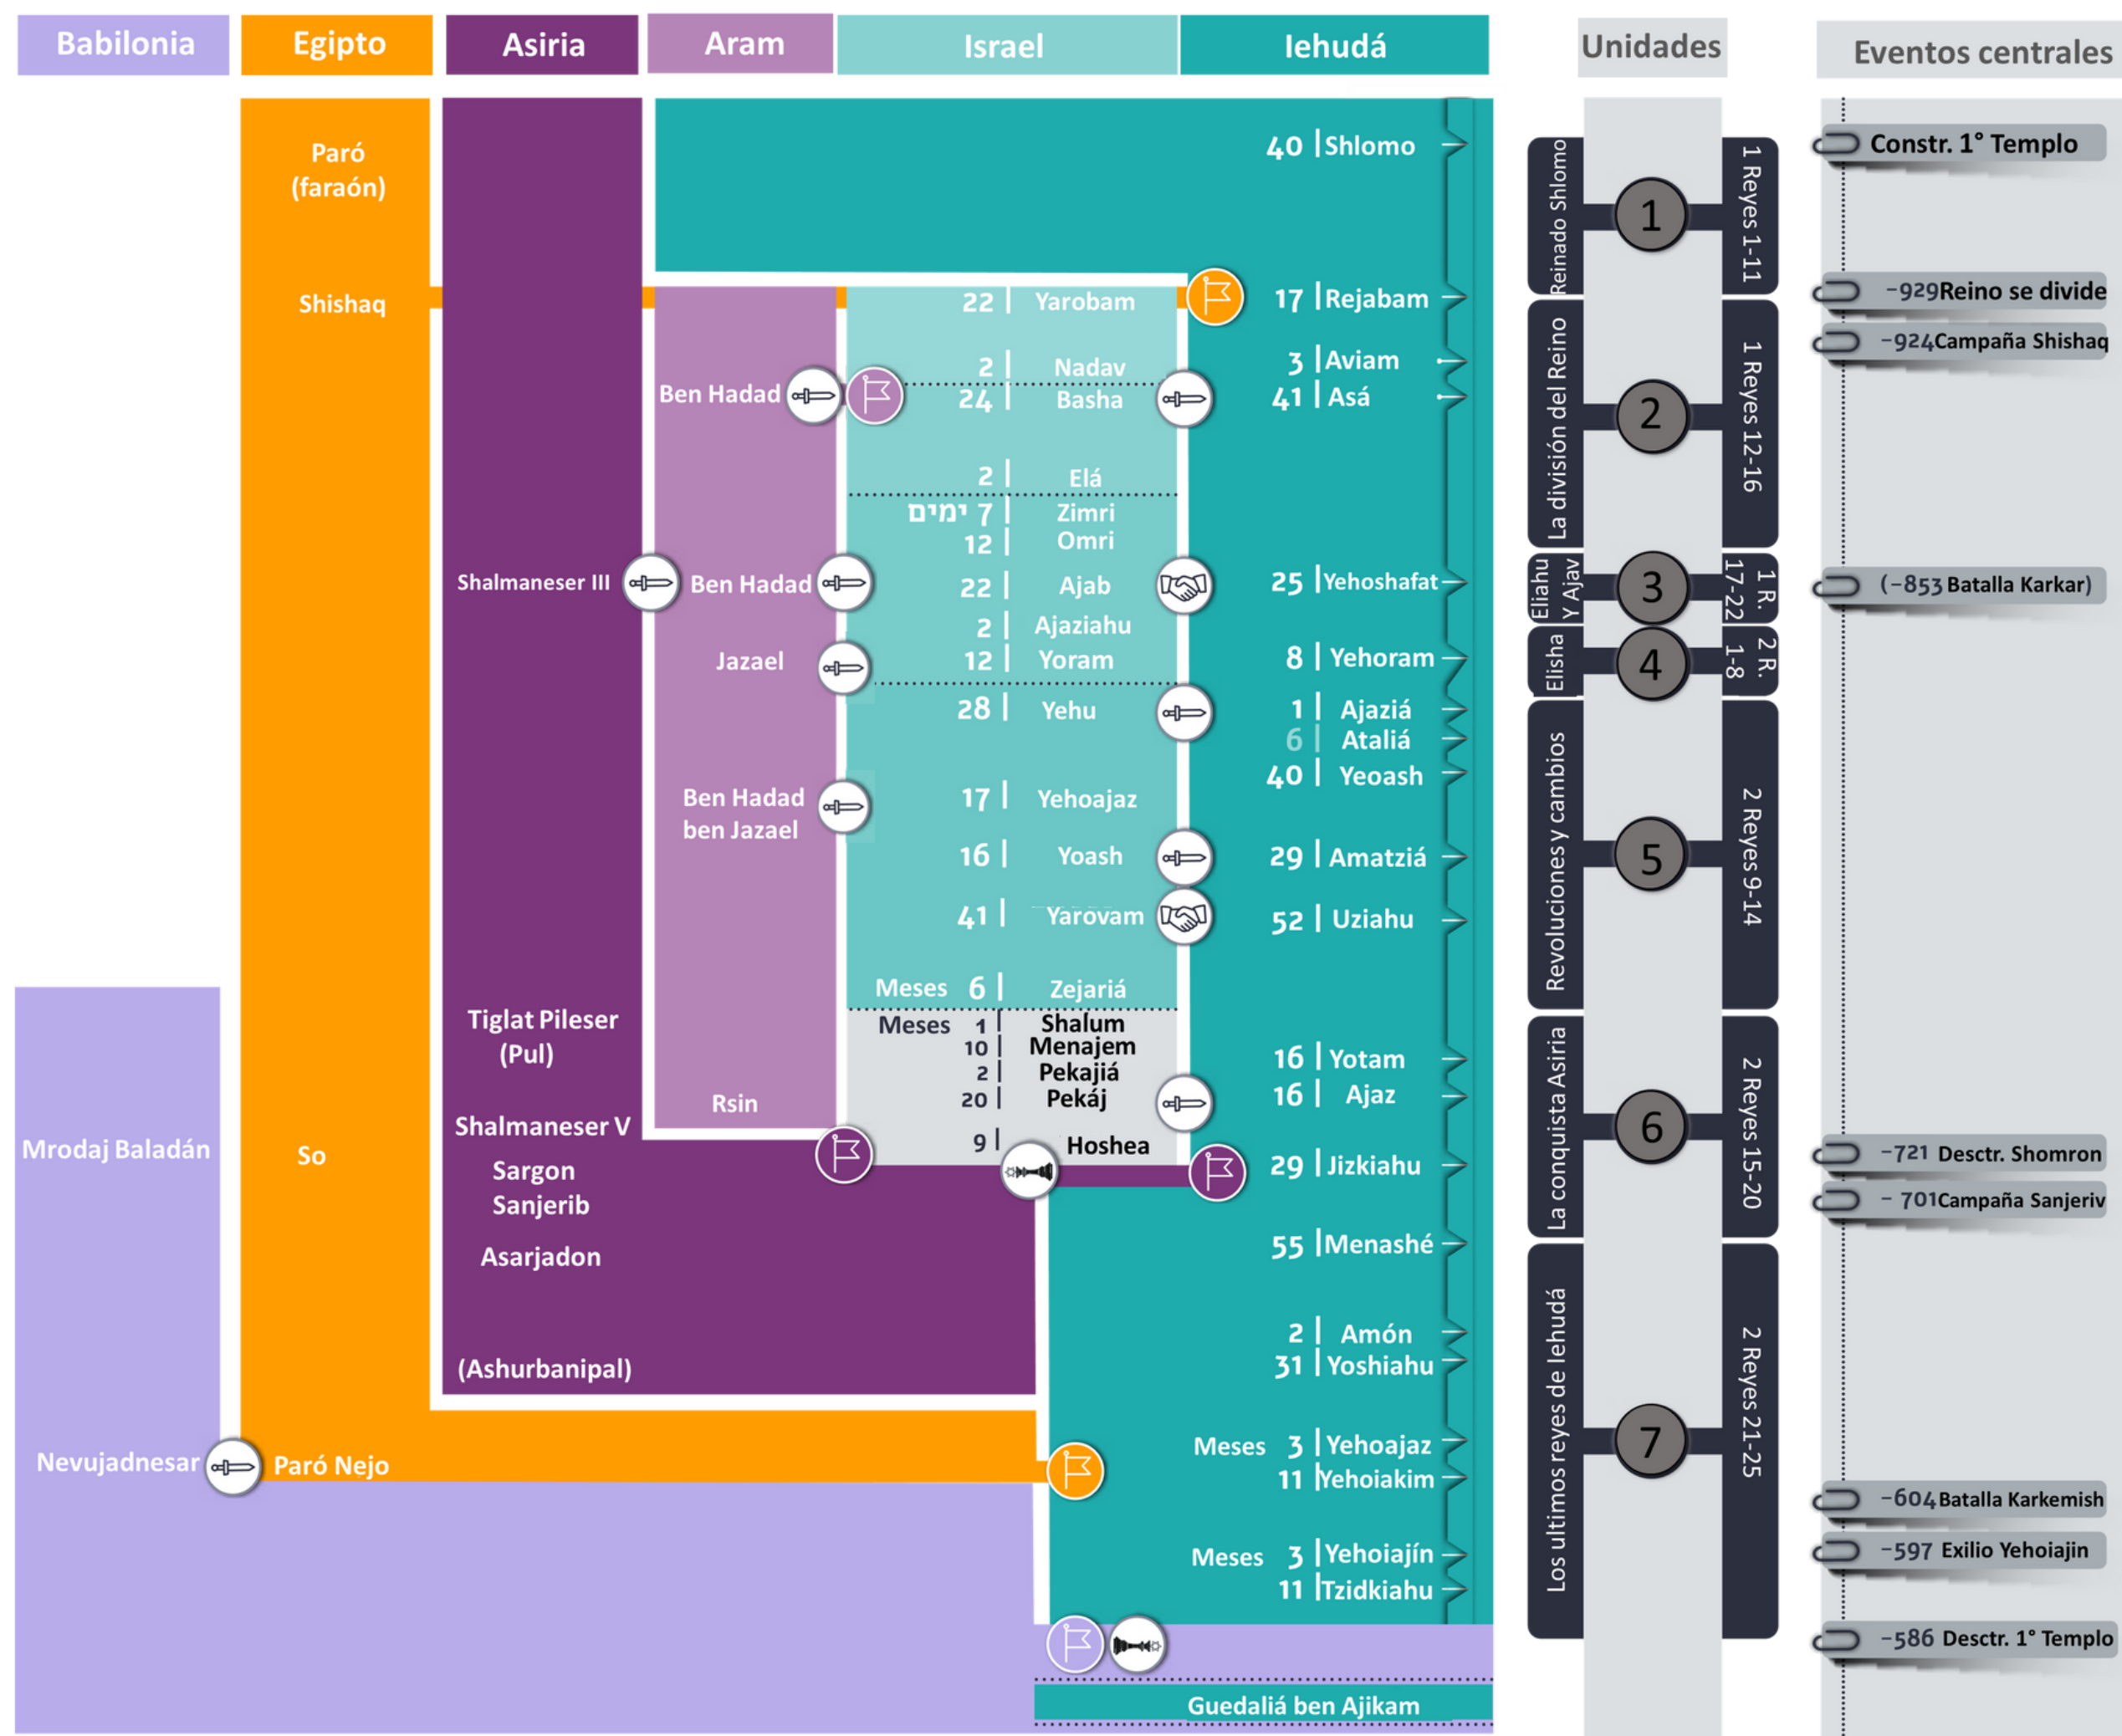 Babilonia
Egipto
Asiria
Aram
Israel
Iehudá
Unidades
Eventos centrales
Paró
(faraón)
40 | Shlomo
Reinado Shlomo
1
1 Reyes 1-11
Constr. 1° Templo
Shishaq
22 | Yarobam
17 | Rejabam
-929 Reino se divide
-924 Campaña Shishaq
2 | Nadav
3 | Aviam
Ben Hadad
24 | Basha
41 | Asá
La división del Reino
2
1 Reyes 12-16
2 | Elá
7 ימים | Zimri
12 | Omri
Shalmaneser III
Ben Hadad
22 | Ajab
25 | Yehoshafat
Eliahu
Y Ajav
3
1 R.
17-22
(-853 Batalla Karkar)
2 | Ajaziahu
Jazael
12 | Yoram
8 | Yehoram
Elisha
4
2 R.
1-8
28 | Yehu
1 | Ajaziá
6 | Ataliá
40 | Yeoash
Ben Hadad
ben Jazael
17 | Yehoajaz
16 | Yoash
29 | Amatziá
Revoluciones y cambios
5
2 Reyes 9-14
41 | Yarovam
52 | Uziahu
Meses 6 | Zejariá
Tiglat Pileser
(Pul)
Meses 1 | Shalum
10 | Menajem
2 | Pekajiá
20 | Pekáj
16 | Yotam
16 | Ajaz
Rsin
Shalmaneser V
9 | Hoshea
La conquista Asiria
6
2 Reyes 15-20
Mrodaj Baladán
So
Sargon
Sanjerib
29 | Jizkiahu
-721 Desctr. Shomron
- 701 Campaña Sanjeriv
Asarjadon
55 | Menashé
2 | Amón
(Ashurbanipal)
31 | Yoshiahu
Los ultimos reyes de Iehudá
7
2 Reyes 21-25
Meses 3 | Yehoajaz
Nevujadnesar
Paró Nejo
11 | Yehoiakim
-604 Batalla Karkemish
Meses 3 | Yehoiajín
-597 Exilio Yehoiajin
11 | Tzidkiahu
-586 Desctr. 1° Templo
Guedaliá ben Ajikam